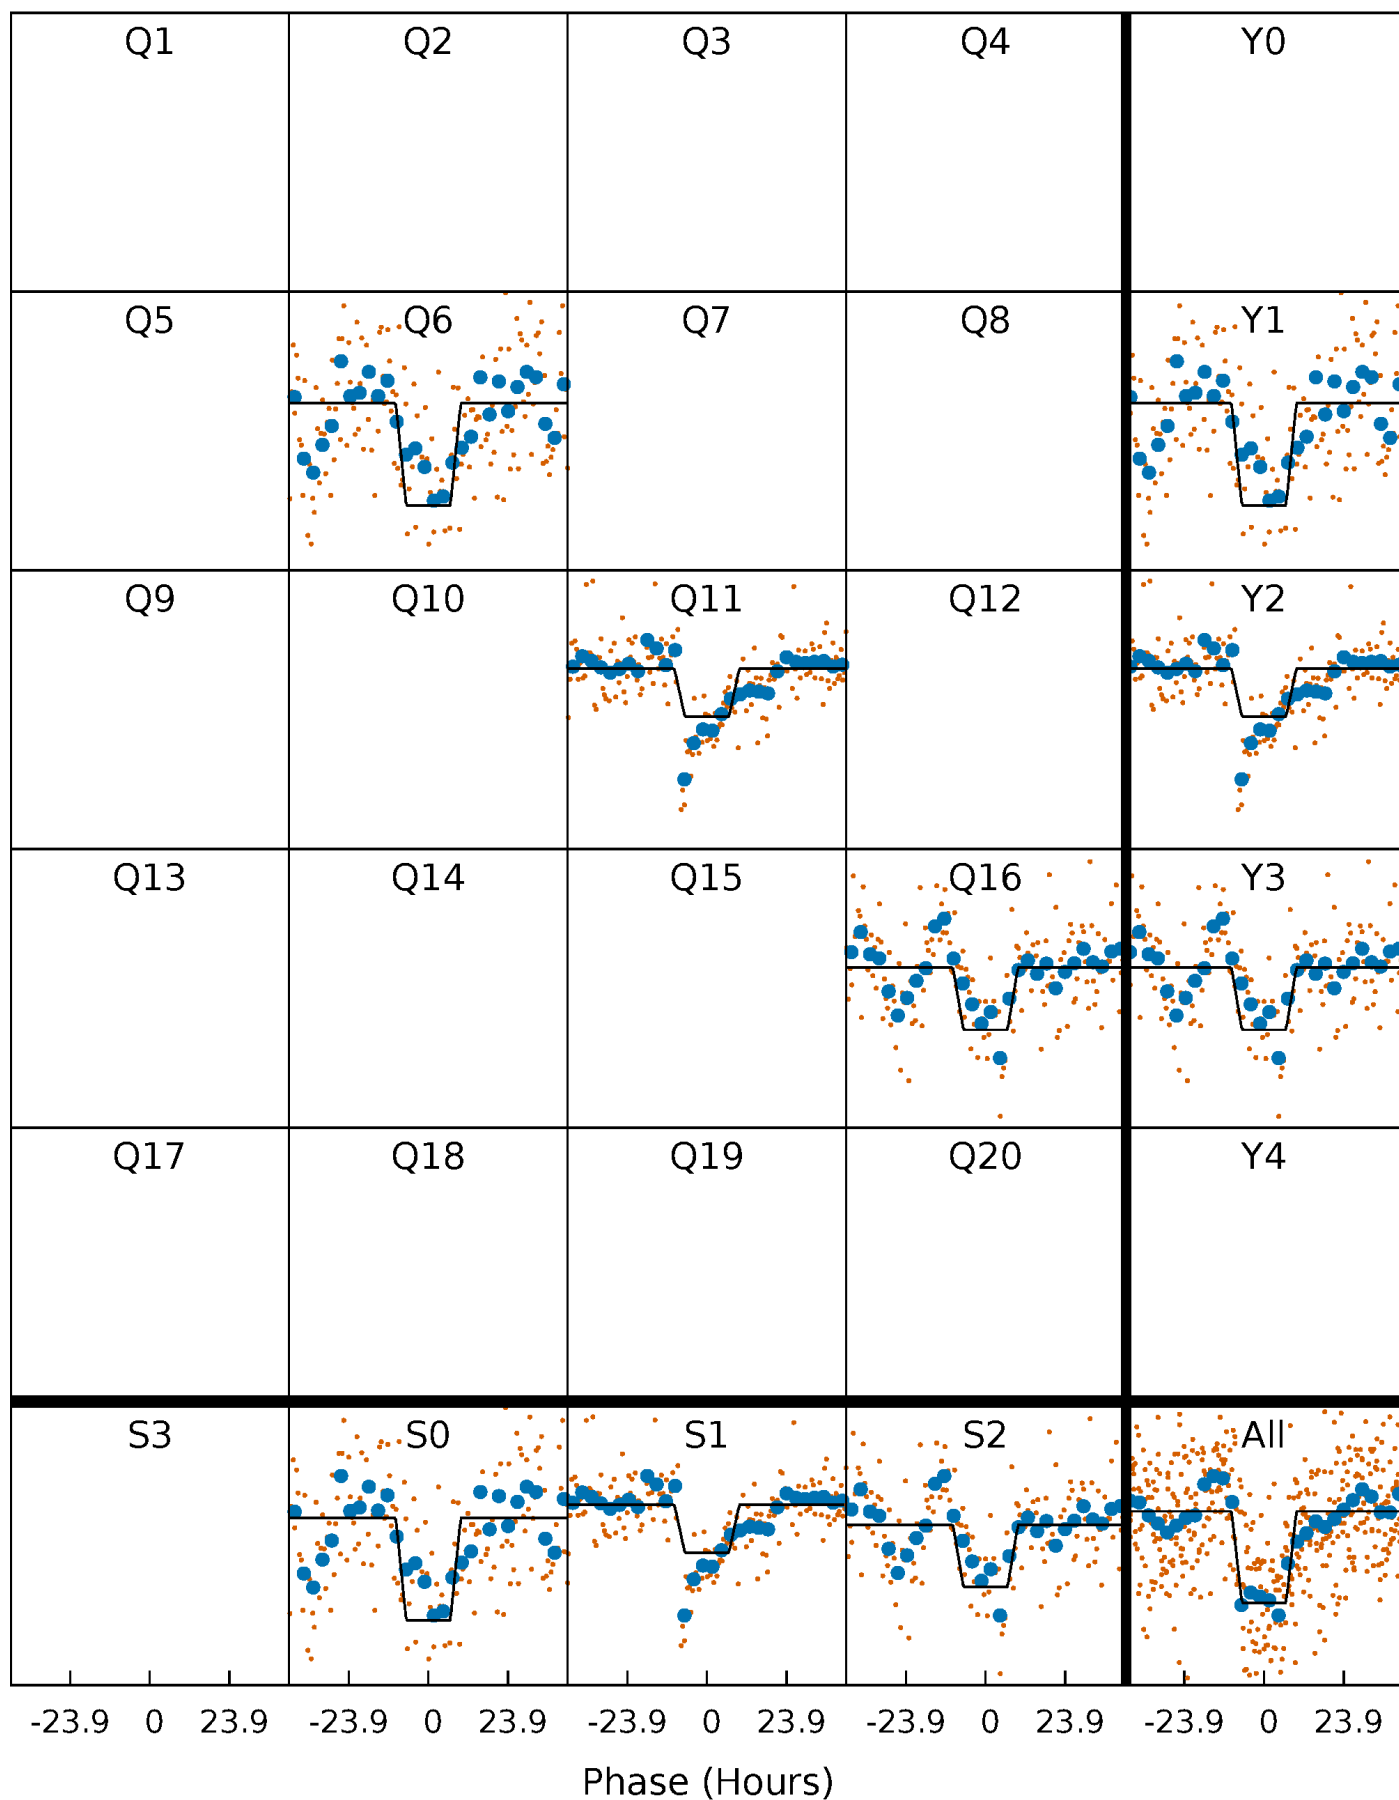 Q1 Q2 Q3 Q4 Y0
Q5 Q6 Q7 Q8 Y1
Q9 Q10 Q11 Q12 Y2
Q13 Q14 Q15 Q16 Y3
Q17 Q18 Q19 Q20 Y4
S3 S0 S1 S2 All
-23.9 0 23.9 -23.9 0 23.9 -23.9 0 23.9 -23.9 0 23.9 -23.9 0 23.9
Phase (Hours)